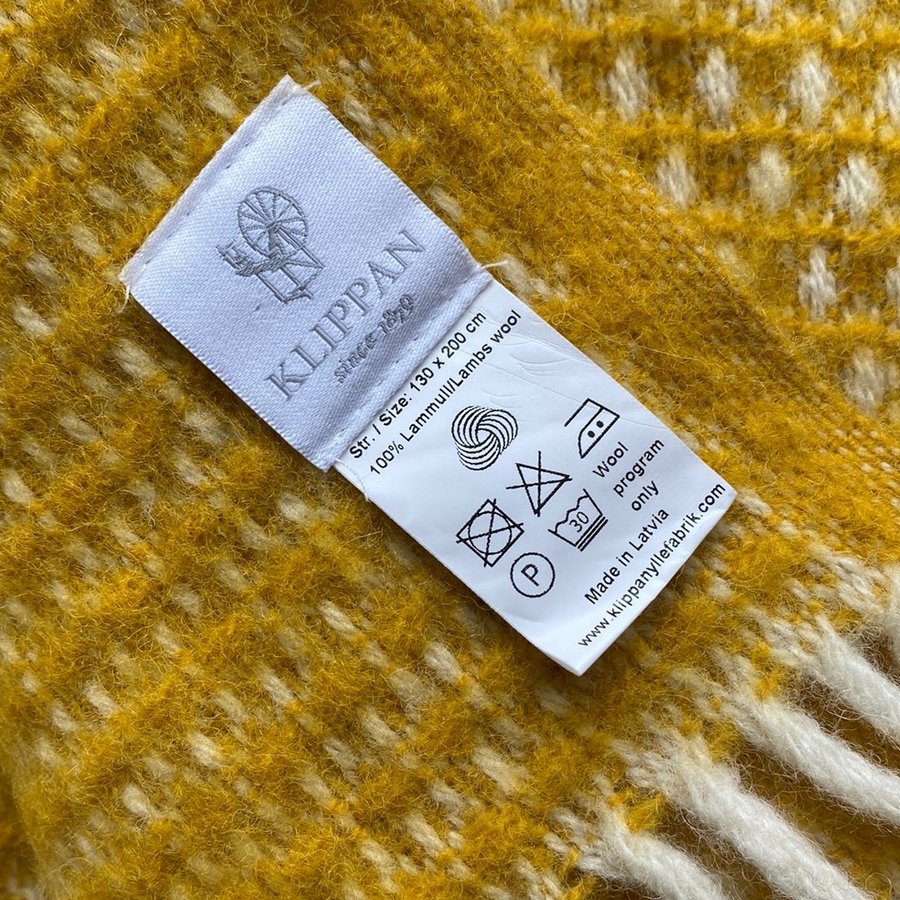 KLIPPAN
since 1879
Str. / Size: 130 x 200 cm
100% Lammull/Lambs wool
Wool
program
only
30
P
Made in Latvia
www.klippanyllefabrik.com